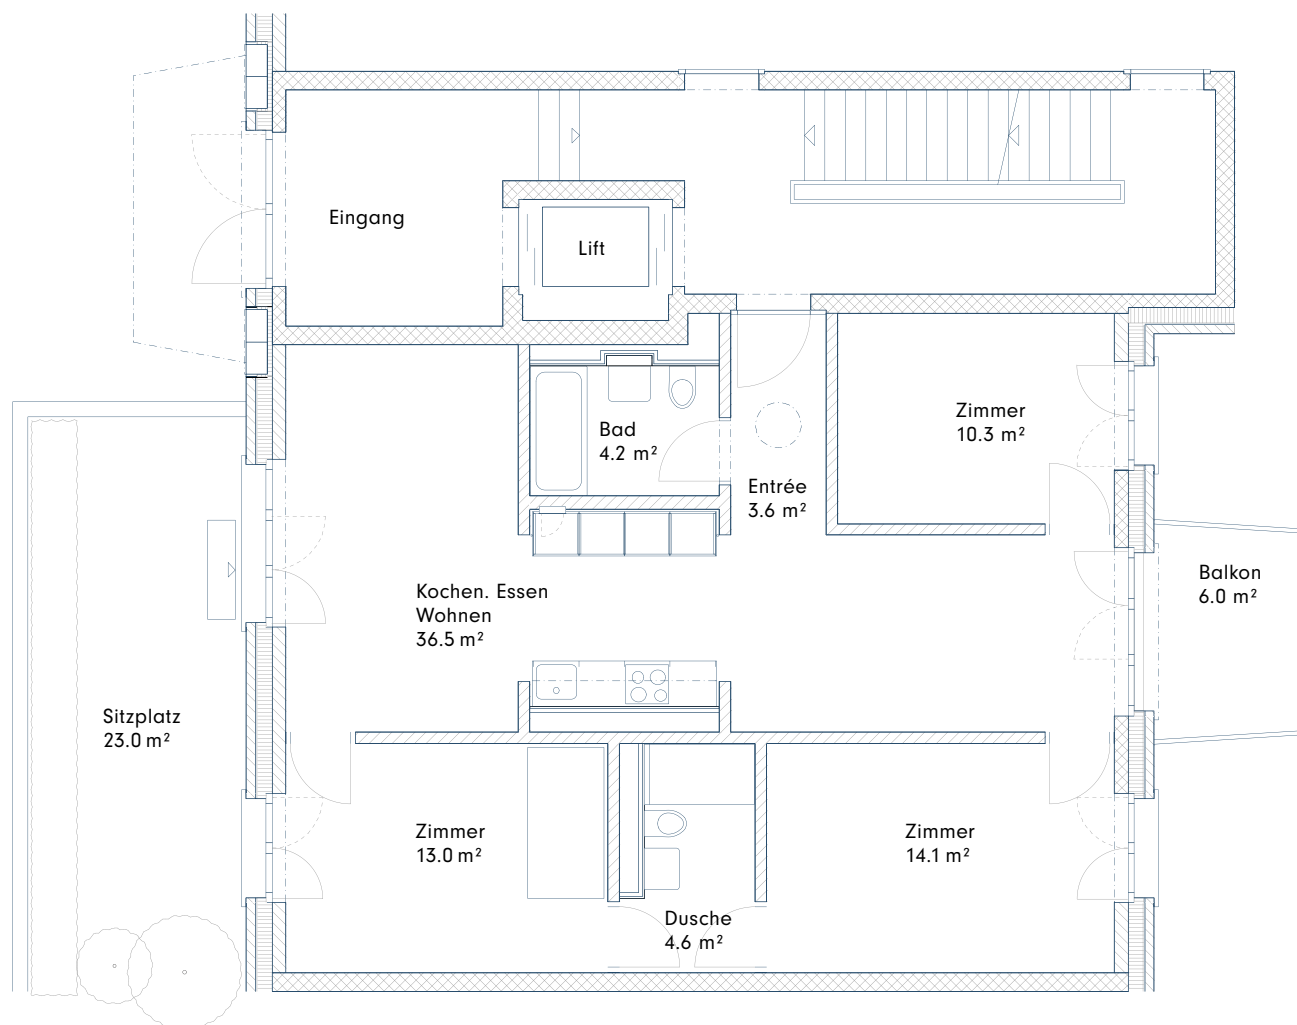 Eingang
Lift
Zimmer
10.3 m²
Bad
4.2 m²
Entrée
3.6 m²
Kochen. Essen
Wohnen
36.5 m²
Balkon
6.0 m²
Sitzplatz
23.0 m²
Zimmer
13.0 m²
Zimmer
14.1 m²
Dusche
4.6 m²